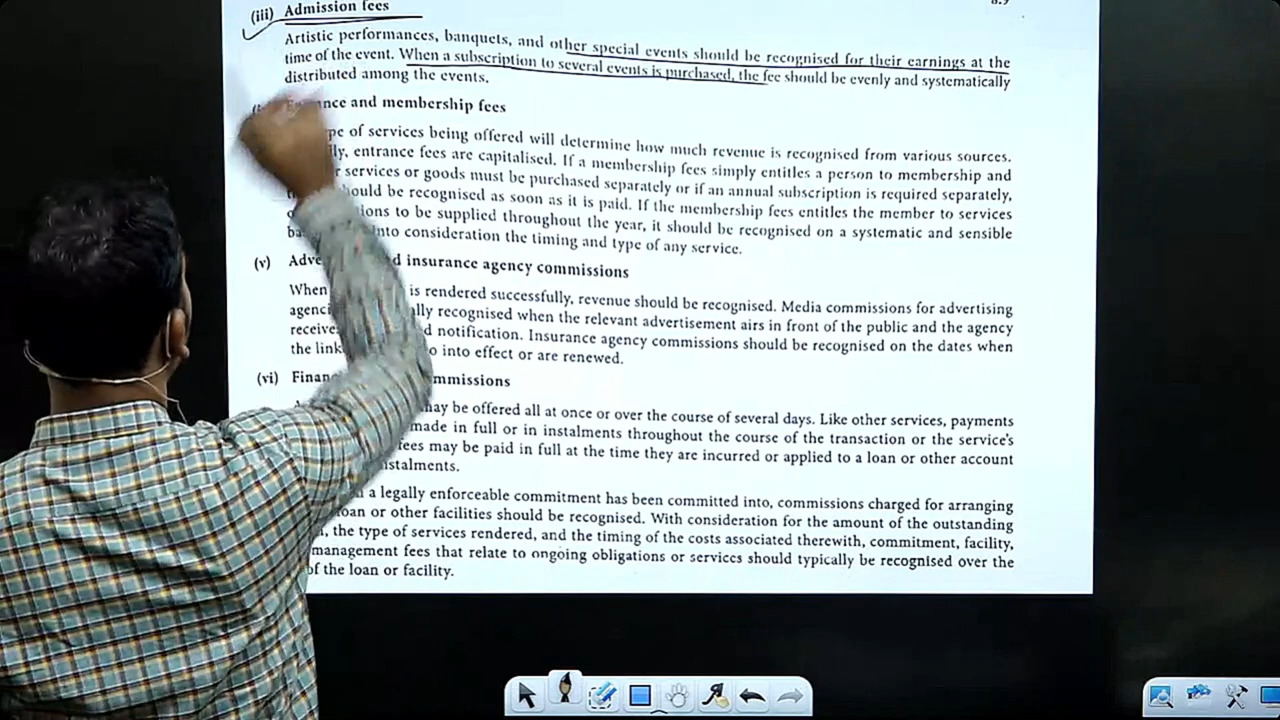 (iii) Admission fees
Artistic performances, banquets, and other special events should be recognised for their earnings at the
time of the event. When a subscription to several events is purchased, the fee should be evenly and systematically
distributed among the events.
and membership fees
of services being offered will determine how much revenue is recognised from various sources.
entrance fees are capitalised. If a membership fees simply entitles a person to membership and
services or goods must be purchased separately or if an annual subscription is required separately,
should be recognised as soon as it is paid. If the membership fees entitles the member to services
to be supplied throughout the year, it should be recognised on a systematic and sensible
into consideration the timing and type of any service.
(v) insurance agency commissions
When is rendered successfully, revenue should be recognised. Media commissions for advertising
recognised when the relevant advertisement airs in front of the public and the agency
notification. Insurance agency commissions should be recognised on the dates when
the into effect or are renewed.
(vi)
may be offered all at once or over the course of several days. Like other services, payments
made in full or in instalments throughout the course of the transaction or the service's
fees may be paid in full at the time they are incurred or applied to a loan or other account
a legally enforceable commitment has been committed into, commissions charged for arranging
loan or other facilities should be recognised. With consideration for the amount of the outstanding
the type of services rendered, and the timing of the costs associated therewith, commitment, facility,
management fees that relate to ongoing obligations or services should typically be recognised over the
of the loan or facility.